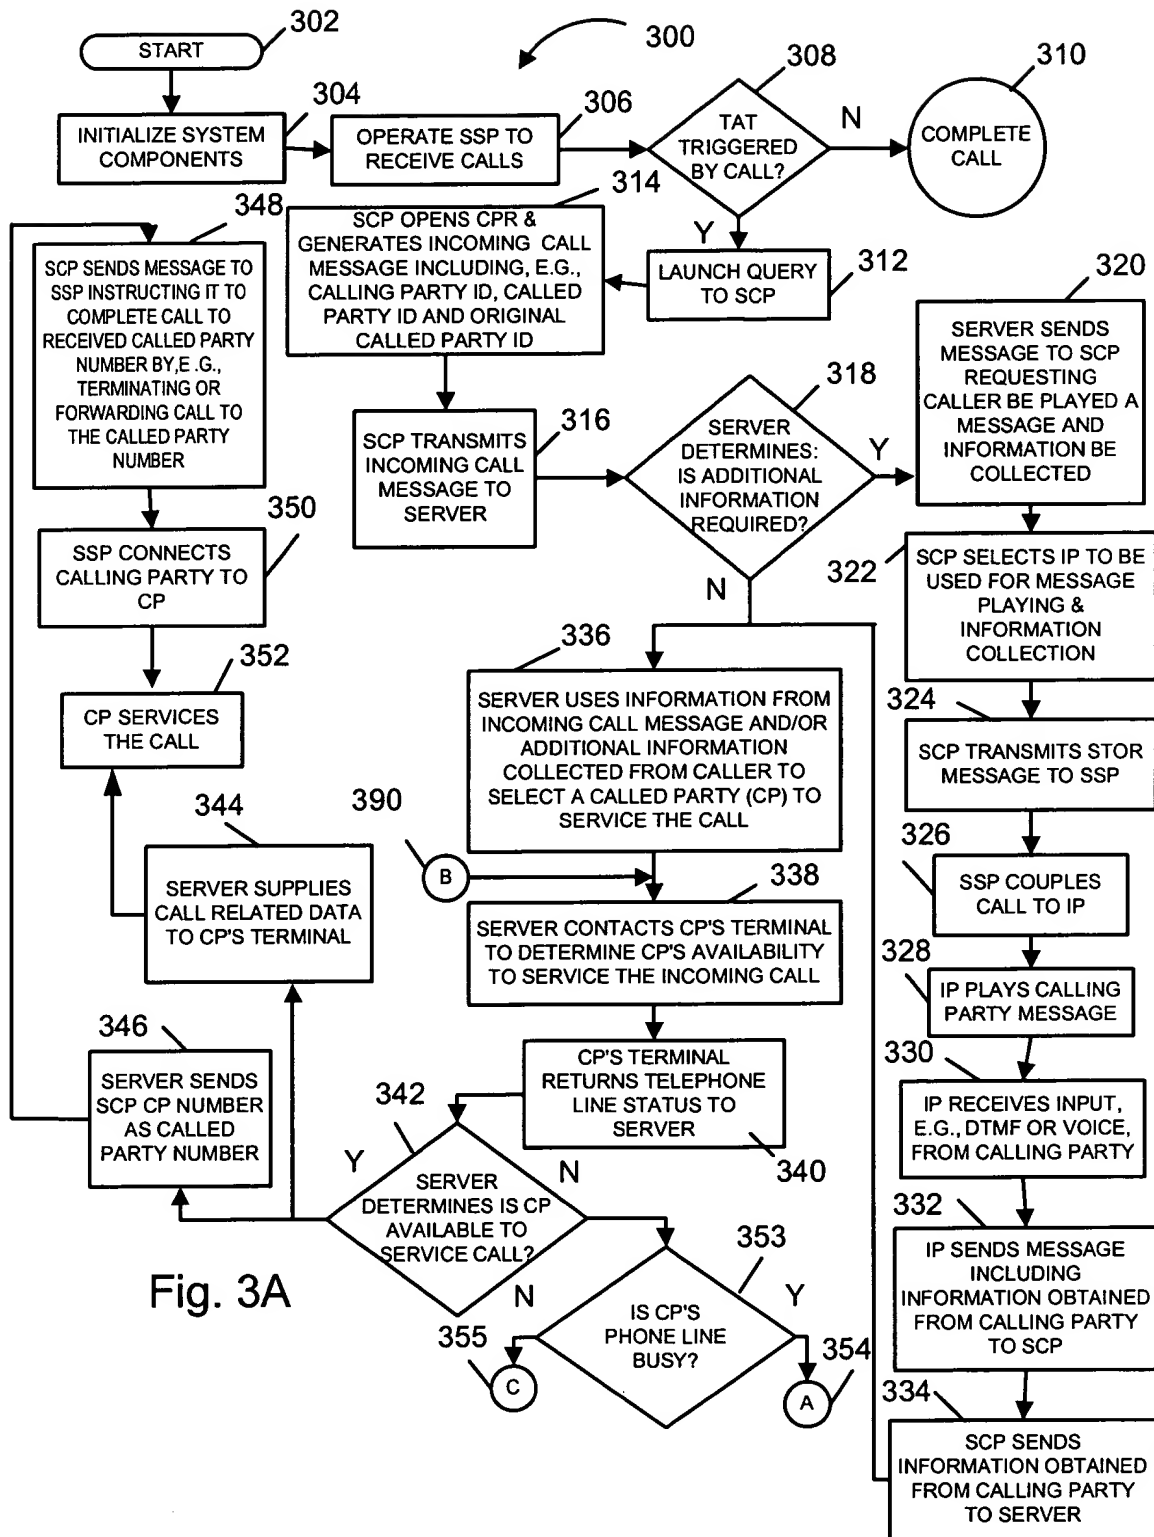 302
START
300
308
310
304
306
INITIALIZE SYSTEM
COMPONENTS
OPERATE SSP TO
RECEIVE CALLS
TAT
TRIGGERED
BY CALL?
N
COMPLETE
CALL
Y
314
SCP OPENS CPR &
GENERATES INCOMING CALL
MESSAGE INCLUDING, E.G.,
CALLING PARTY ID, CALLED
PARTY ID AND ORIGINAL
CALLED PARTY ID
LAUNCH QUERY
TO SCP
312
348
SCP SENDS MESSAGE TO
SSP INSTRUCTING IT TO
COMPLETE CALL TO
RECEIVED CALLED PARTY
NUMBER BY,E .G.,
TERMINATING OR
FORWARDING CALL TO
THE CALLED PARTY
NUMBER
316
SCP TRANSMITS
INCOMING CALL
MESSAGE TO
SERVER
318
SERVER
DETERMINES:
IS ADDITIONAL
INFORMATION
REQUIRED?
Y
N
320
SERVER SENDS
MESSAGE TO SCP
REQUESTING
CALLER BE PLAYED A
MESSAGE AND
INFORMATION BE
COLLECTED
350
SSP CONNECTS
CALLING PARTY TO
CP
322
SCP SELECTS IP TO BE
USED FOR MESSAGE
PLAYING &
INFORMATION
COLLECTION
352
CP SERVICES
THE CALL
336
SERVER USES INFORMATION FROM
INCOMING CALL MESSAGE AND/OR
ADDITIONAL INFORMATION
COLLECTED FROM CALLER TO
SELECT A CALLED PARTY (CP) TO
SERVICE THE CALL
324
SCP TRANSMITS STOR
MESSAGE TO SSP
390
B
344
SERVER SUPPLIES
CALL RELATED DATA
TO CP'S TERMINAL
338
SERVER CONTACTS CP'S TERMINAL
TO DETERMINE CP'S AVAILABILITY
TO SERVICE THE INCOMING CALL
326
SSP COUPLES
CALL TO IP
328
IP PLAYS CALLING
PARTY MESSAGE
346
SERVER SENDS
SCP CP NUMBER
AS CALLED
PARTY NUMBER
CP'S TERMINAL
RETURNS TELEPHONE
LINE STATUS TO
SERVER
340
330
IP RECEIVES INPUT,
E.G., DTMF OR VOICE,
FROM CALLING PARTY
342
Y
N
SERVER
DETERMINES IS CP
AVAILABLE TO
SERVICE CALL?
332
IP SENDS MESSAGE
INCLUDING
INFORMATION OBTAINED
FROM CALLING PARTY
TO SCP
353
N
Y
IS CP'S
PHONE LINE
BUSY?
355
C
354
A
334
SCP SENDS
INFORMATION OBTAINED
FROM CALLING PARTY
TO SERVER
Fig. 3A